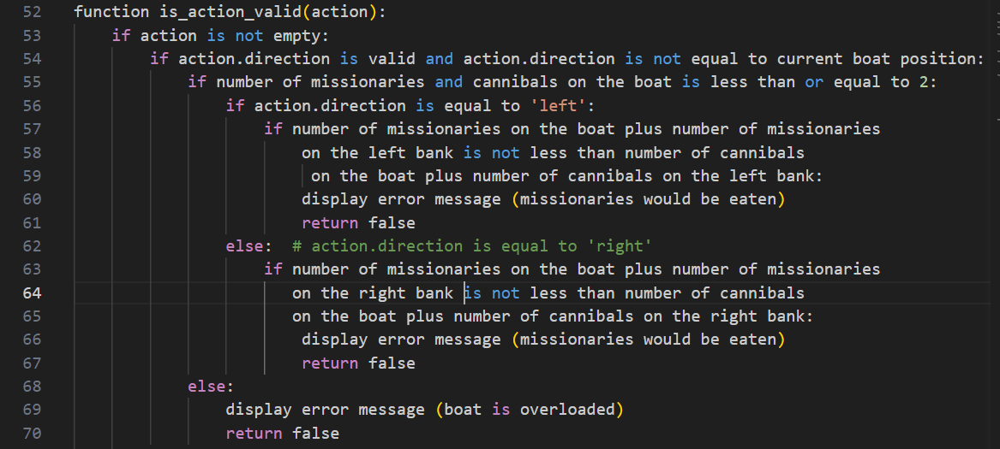 52 function is_action_valid(action):
53 if action is not empty:
54 if action.direction is valid and action.direction is not equal to current boat position:
55 if number of missionaries and cannibals on the boat is less than or equal to 2:
56 if action.direction is equal to 'left':
57 if number of missionaries on the boat plus number of missionaries
58 on the left bank is not less than number of cannibals
59 on the boat plus number of cannibals on the left bank:
60 display error message (missionaries would be eaten)
61 return false
62 else: # action.direction is equal to 'right'
63 if number of missionaries on the boat plus number of missionaries
64 on the right bank is not less than number of cannibals
65 on the boat plus number of cannibals on the right bank:
66 display error message (missionaries would be eaten)
67 return false
68 else:
69 display error message (boat is overloaded)
70 return false